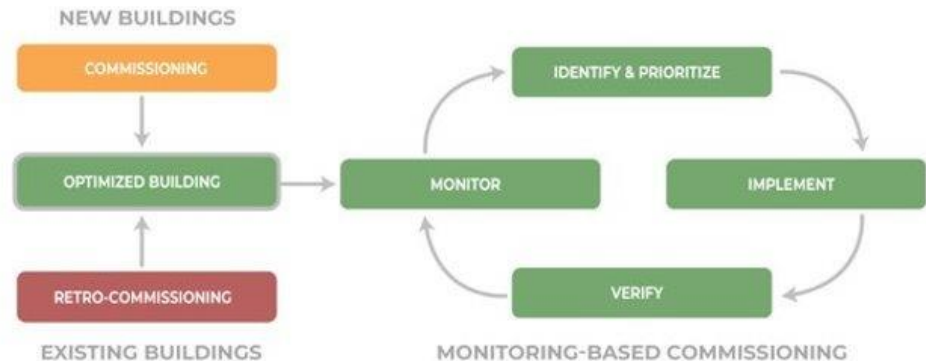 NEW BUILDINGS
COMMISSIONING
IDENTIFY & PRIORITIZE
OPTIMIZED BUILDING
MONITOR
IMPLEMENT
RETRO-COMMISSIONING
VERIFY
EXISTING BUILDINGS
MONITORING-BASED COMMISSIONING